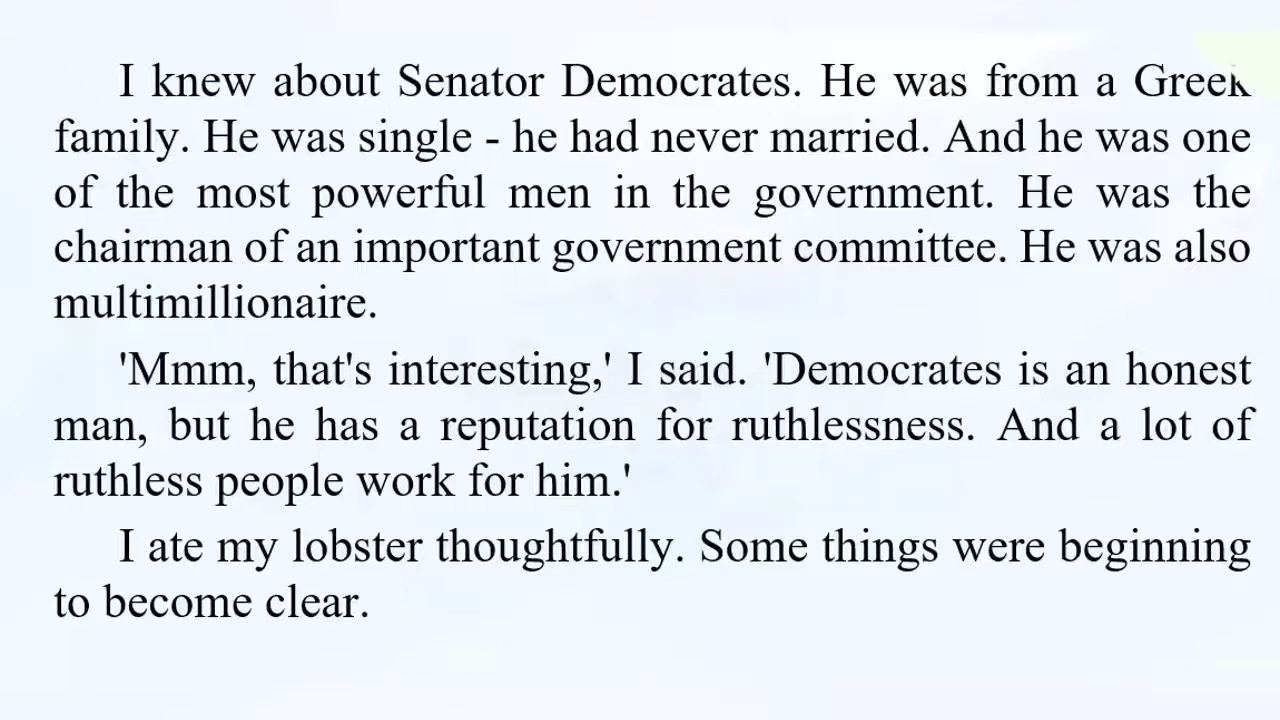 I knew about Senator Democrates. He was from a Greek
family. He was single - he had never married. And he was one
of the most powerful men in the government. He was the
chairman of an important government committee. He was also
multimillionaire.
'Mmm, that's interesting,' I said. 'Democrates is an honest
man, but he has a reputation for ruthlessness. And a lot of
ruthless people work for him.'
I ate my lobster thoughtfully. Some things were beginning
to become clear.